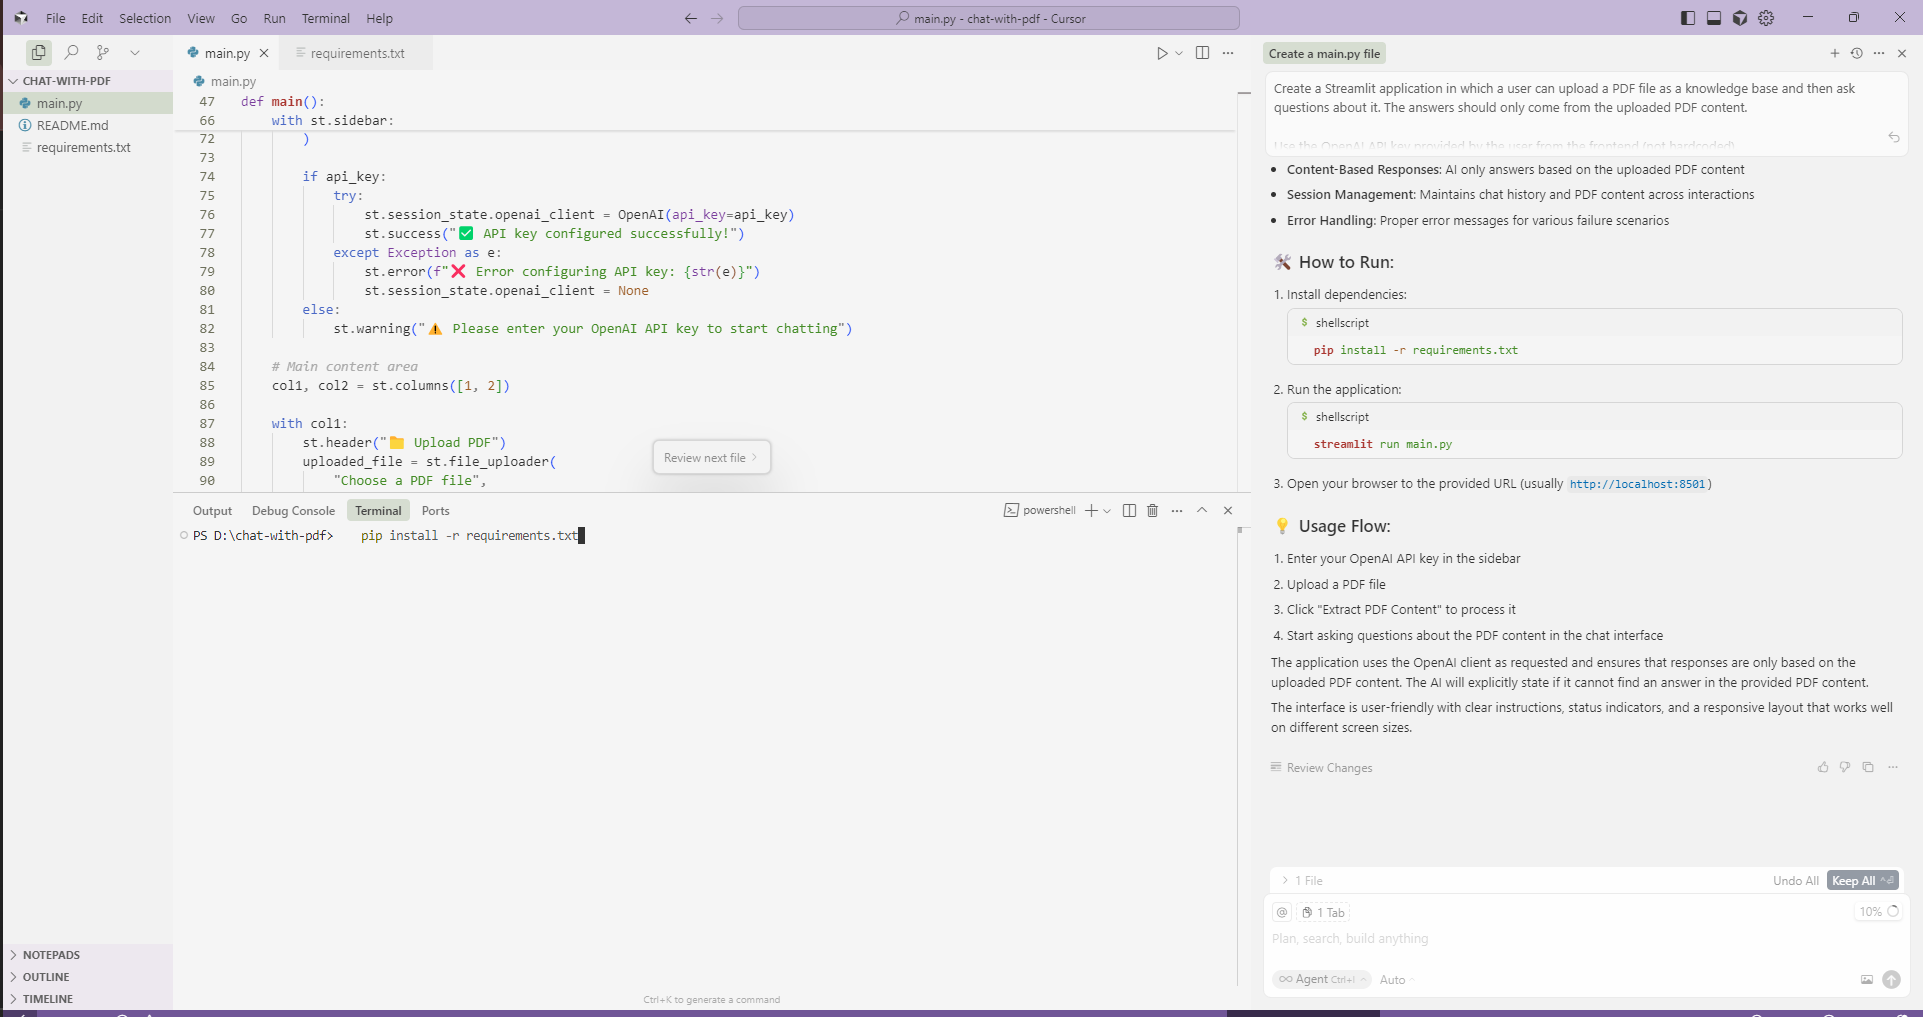 File Edit Selection View Go Run Terminal Help
main.py - chat-with-pdf - Cursor
CHAT-WITH-PDF
main.py
README.md
requirements.txt
NOTEPADS
OUTLINE
TIMELINE
main.py requirements.txt
main.py
47 def main():
66 with st.sidebar:
72 )
73
74 if api_key:
75 try:
76 st.session_state.openai_client = OpenAI(api_key=api_key)
77 st.success("✅ API key configured successfully!")
78 except Exception as e:
79 st.error(f"❌ Error configuring API key: {str(e)}")
80 st.session_state.openai_client = None
81 else:
82 st.warning("⚠️ Please enter your OpenAI API key to start chatting")
83
84 # Main content area
85 col1, col2 = st.columns([1, 2])
86
87 with col1:
88 st.header("📁 Upload PDF")
89 uploaded_file = st.file_uploader(
90 "Choose a PDF file",
Review next file
Output Debug Console Terminal Ports
powershell
PS D:\chat-with-pdf> pip install -r requirements.txt
Ctrl+K to generate a command
Create a main.py file
Create a Streamlit application in which a user can upload a PDF file as a knowledge base and then ask
questions about it. The answers should only come from the uploaded PDF content.
Use the OpenAI API key provided by the user from the frontend (not hardcoded)
• Content-Based Responses: AI only answers based on the uploaded PDF content
• Session Management: Maintains chat history and PDF content across interactions
• Error Handling: Proper error messages for various failure scenarios
🛠️ How to Run:
1. Install dependencies:
$ shellscript
pip install -r requirements.txt
2. Run the application:
$ shellscript
streamlit run main.py
3. Open your browser to the provided URL (usually http://localhost:8501)
💡 Usage Flow:
1. Enter your OpenAI API key in the sidebar
2. Upload a PDF file
3. Click "Extract PDF Content" to process it
4. Start asking questions about the PDF content in the chat interface
The application uses the OpenAI client as requested and ensures that responses are only based on the
uploaded PDF content. The AI will explicitly state if it cannot find an answer in the provided PDF content.
The interface is user-friendly with clear instructions, status indicators, and a responsive layout that works well
on different screen sizes.
Review Changes
1 File Undo All Keep All
@ 1 Tab 10%
Plan, search, build anything
Agent Ctrl+I Auto